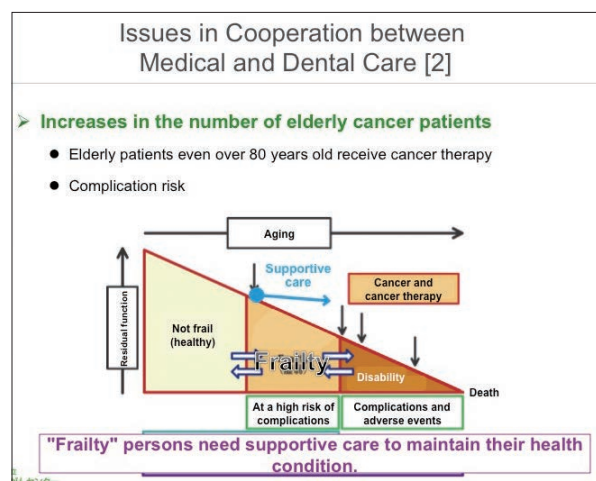 Issues in Cooperation between
Medical and Dental Care [2]
Increases in the number of elderly cancer patients
Elderly patients even over 80 years old receive cancer therapy
Complication risk
Aging
Residual function
Supportive
care
Cancer and
cancer therapy
Not frail
(healthy)
Frailty
Disability
Death
At a high risk of
complications
Complications and
adverse events
"Frailty" persons need supportive care to maintain their health
condition.